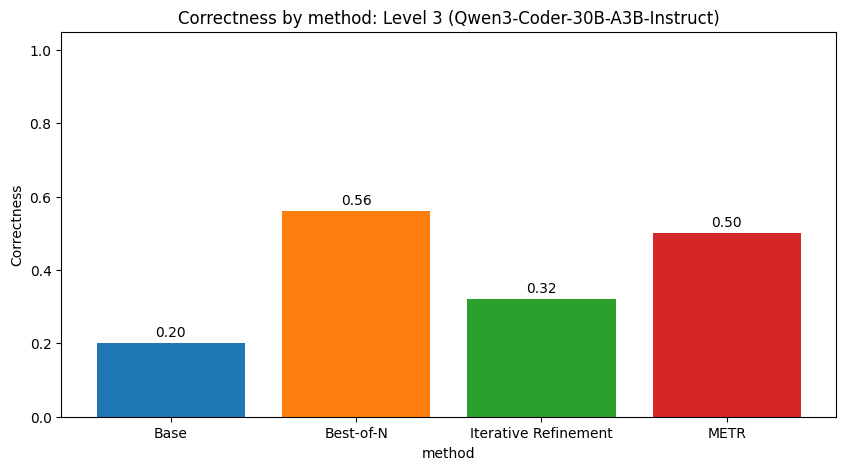 Correctness by method: Level 3 (Qwen3-Coder-30B-A3B-Instruct)
1.0
0.8
0.6
0.4
0.2
0.0
Correctness
0.20
0.56
0.32
0.50
Base
Best-of-N
Iterative Refinement
METR
method